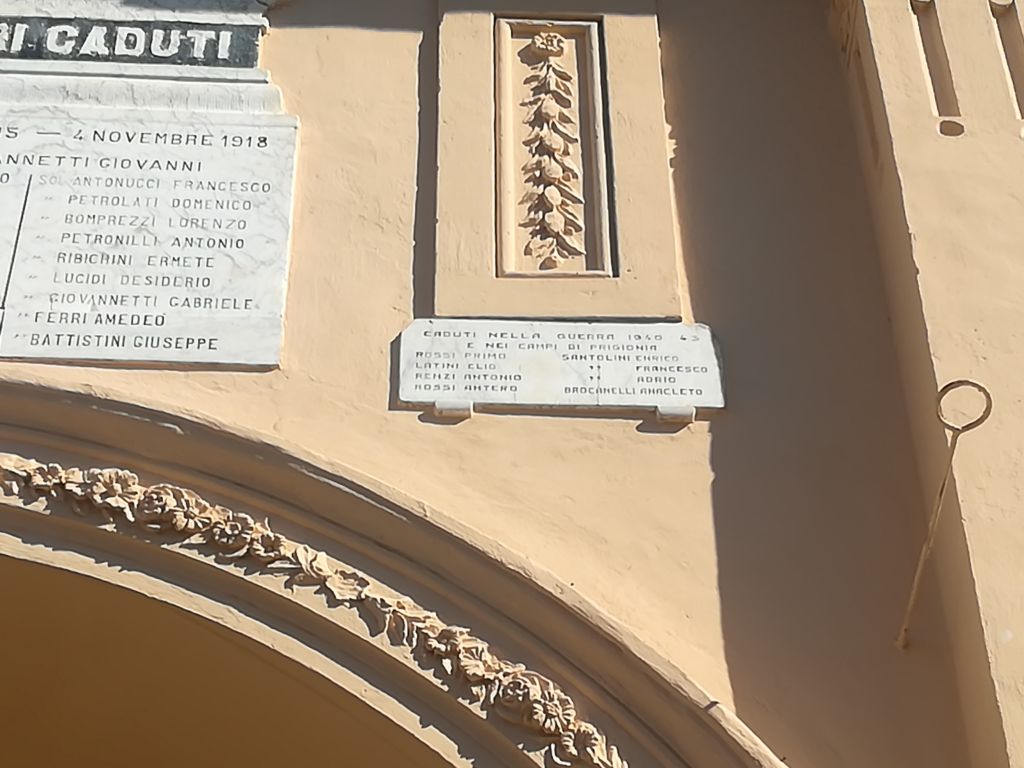 CADUTI
— 4 NOVEMBRE 1918
GIOVANNI
SOL ANTONUCCI FRANCESCO
" PETROLATI DOMENICO
" BOMPREZZI LORENZO
" PETRONILLI ANTONIO
" RIBICHINI ERMETE
" LUCIDI DESIDERIO
" GIOVANNETTI GABRIELE
" FERRI AMEDEO
" BATTISTINI GIUSEPPE
CADUTI NELLA GUERRA 1940 43
E NEI CAMPI DI PRIGIONIA
ROSSI PRIMO SANTOLINI ENRICO
LATINI ELIO " FRANCESCO
RENZI ANTONIO " ADRIO
ROSSI ANTERO BROCANELLI ANACLETO